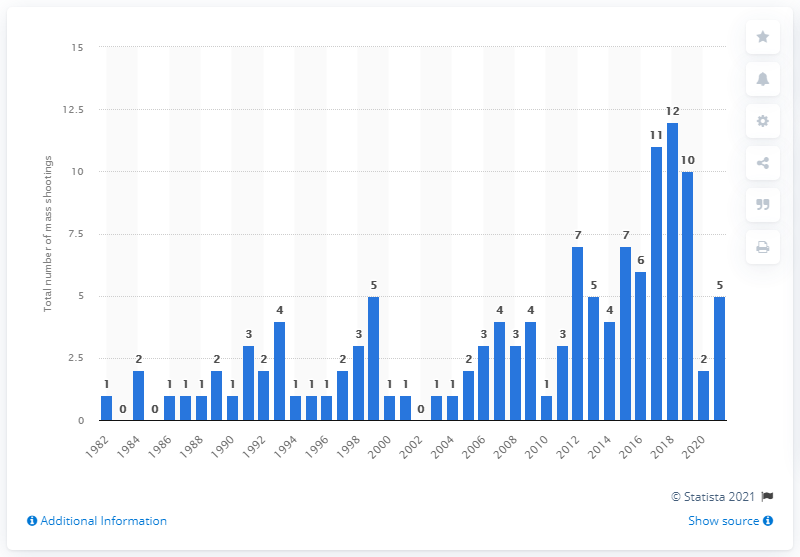 15
12.5
10
7.5
5
2.5
0
Total number of mass shootings
1 0 2 0 1 1 1 2 1 3 2 4 1 1 1 2 3 5 1 1 0 1 1 2 3 4 3 4 1 3 7 5 4 7 6 11 12 10 2 5
1982 1984 1986 1988 1990 1992 1994 1996 1998 2000 2002 2004 2006 2008 2010 2012 2014 2016 2018 2020
© Statista 2021
Additional Information
Show source